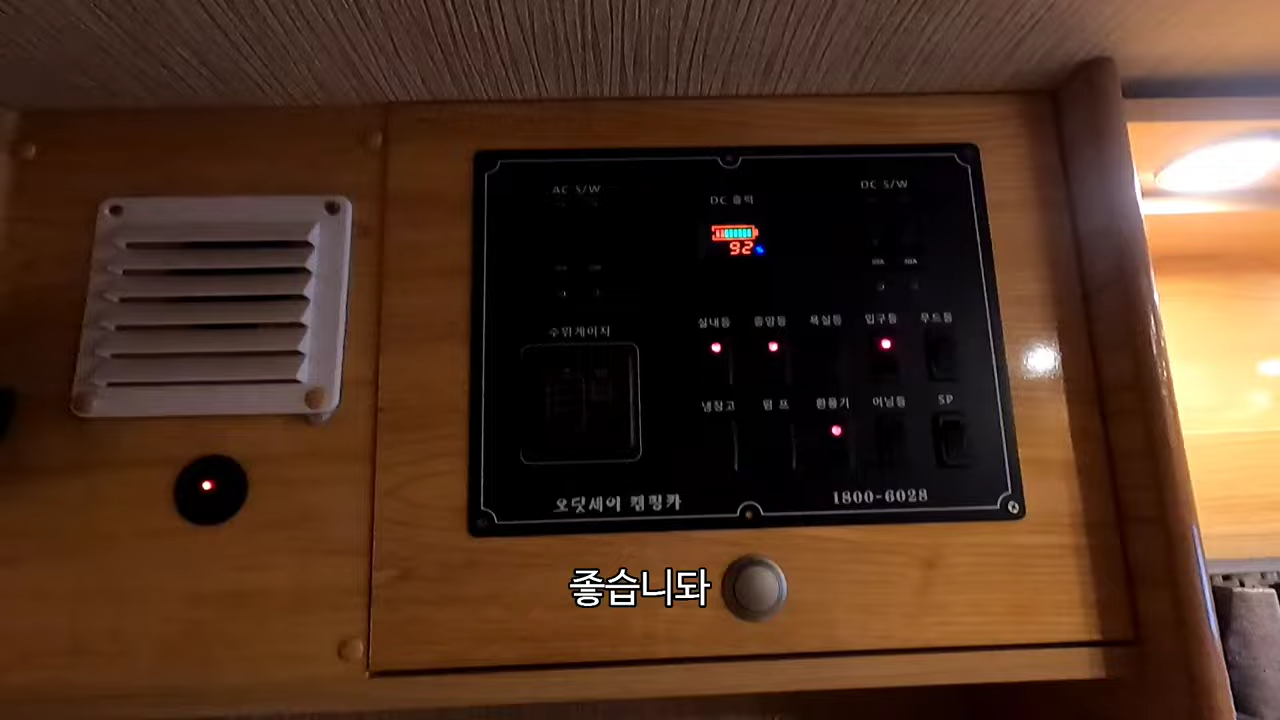 AC S/W
DC 출력
DC S/W
92%
수위게이지
실내등 중앙등 욕실등 입구등 무드등
냉장고 펌프 환풍기 어닝등 SP
오딧세이 캠핑카
1800-6028
좋습니돠